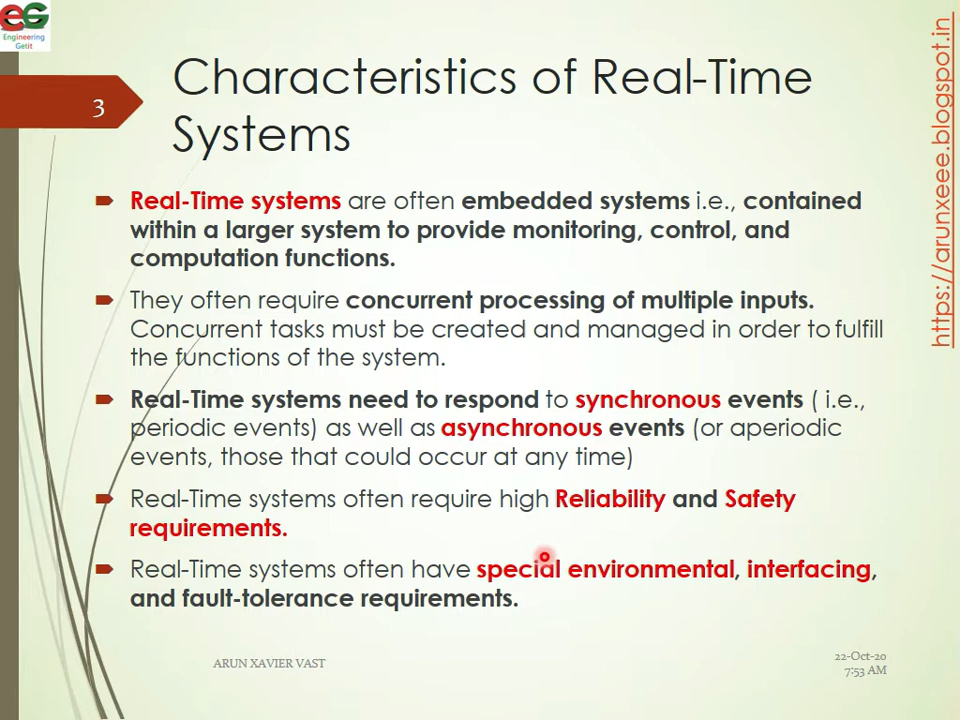 EG
Engineering
Getit
3
Characteristics of Real-Time
Systems
Real-Time systems are often embedded systems i.e., contained
within a larger system to provide monitoring, control, and
computation functions.
They often require concurrent processing of multiple inputs.
Concurrent tasks must be created and managed in order to fulfill
the functions of the system.
Real-Time systems need to respond to synchronous events ( i.e.,
periodic events) as well as asynchronous events (or aperiodic
events, those that could occur at any time)
Real-Time systems often require high Reliability and Safety
requirements.
Real-Time systems often have special environmental, interfacing,
and fault-tolerance requirements.
ARUN XAVIER VAST
22-Oct-20
7:53 AM
https://arunxeee.blogspot.in